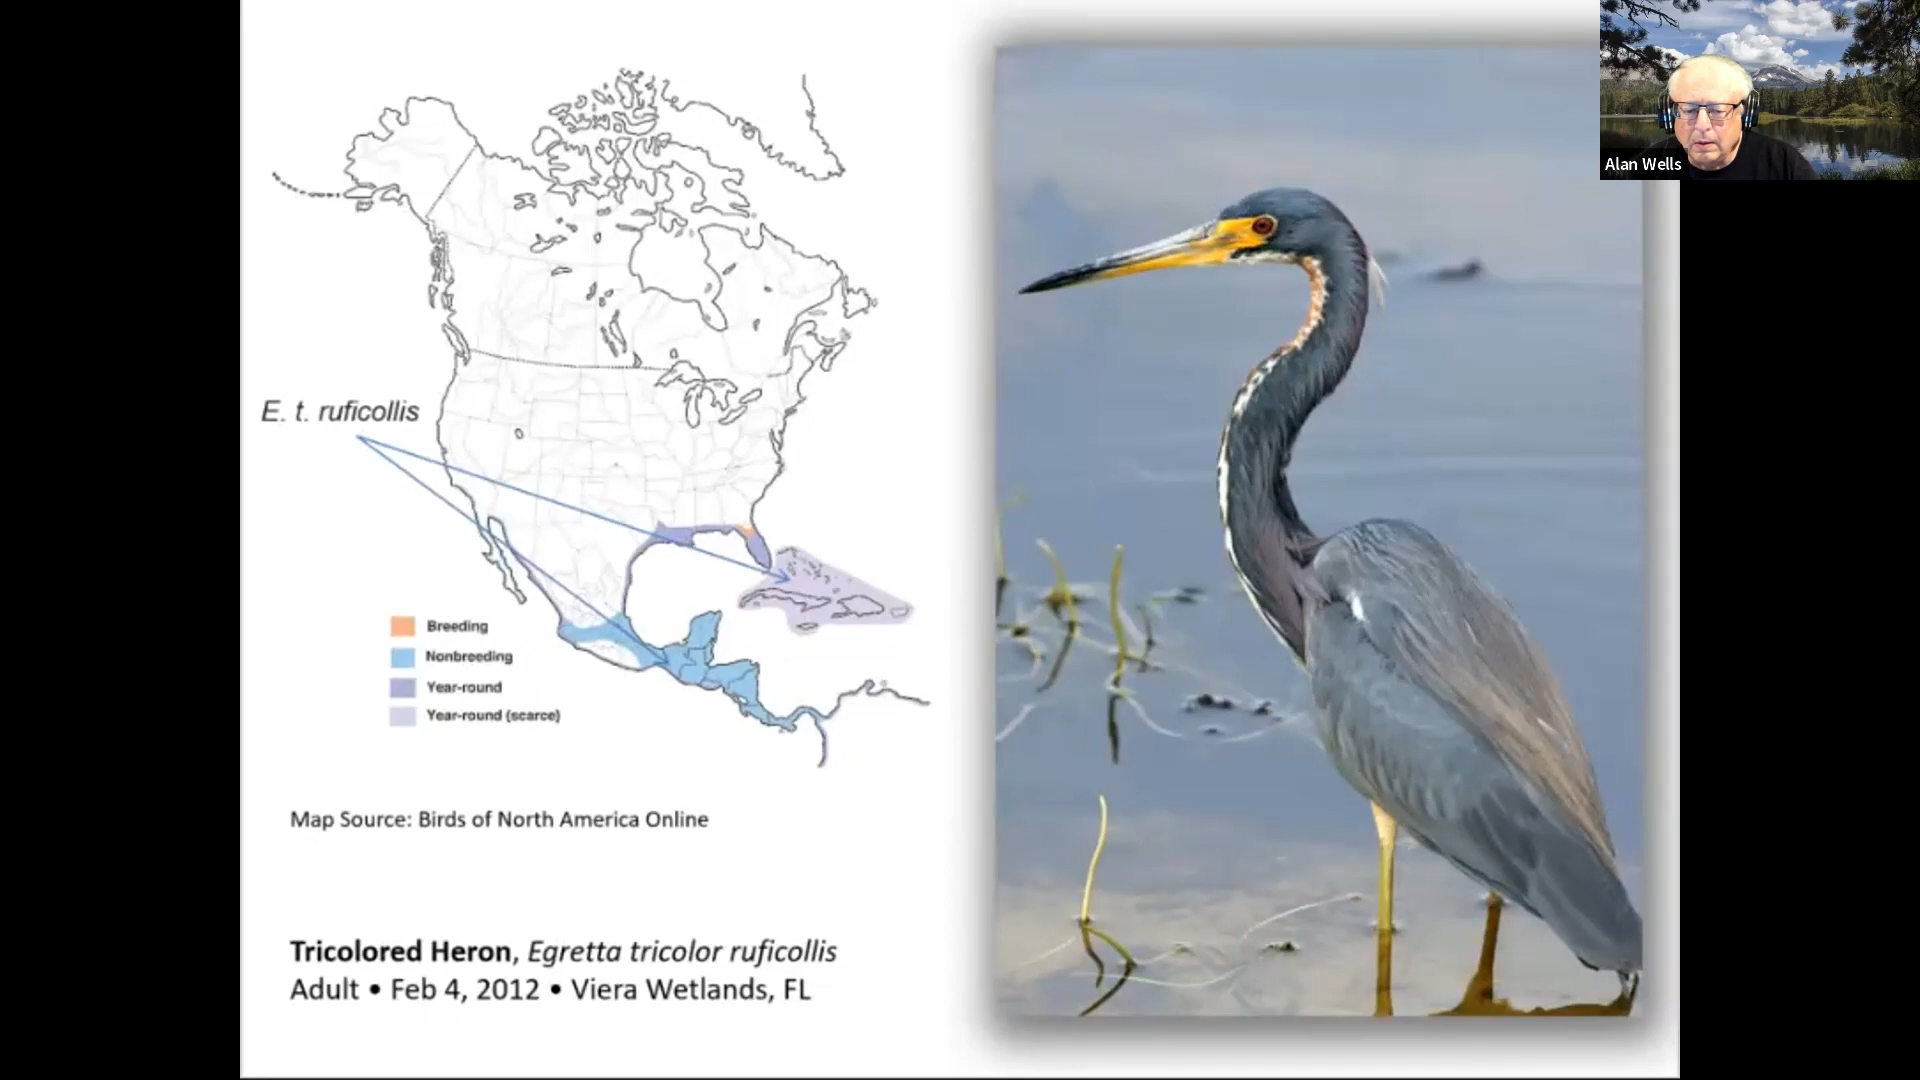 Alan Wells
E. t. ruficollis
Breeding
Nonbreeding
Year-round
Year-round (scarce)
Map Source: Birds of North America Online
Tricolored Heron, Egretta tricolor ruficollis
Adult • Feb 4, 2012 • Viera Wetlands, FL